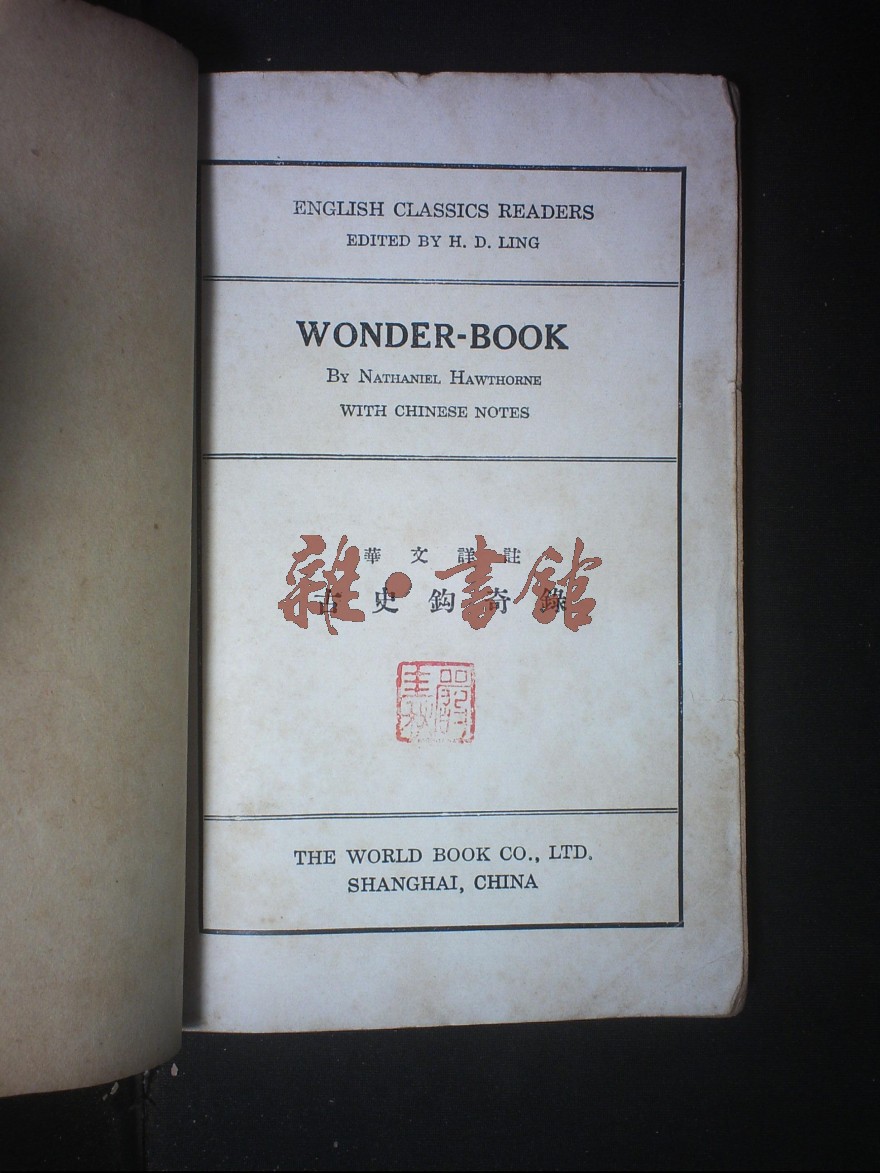 ENGLISH CLASSICS READERS
EDITED BY H. D. LING
WONDER-BOOK
BY NATHANIEL HAWTHORNE
WITH CHINESE NOTES
華文詳註
古史鈎奇錄
雜·書館
THE WORLD BOOK CO., LTD.
SHANGHAI, CHINA